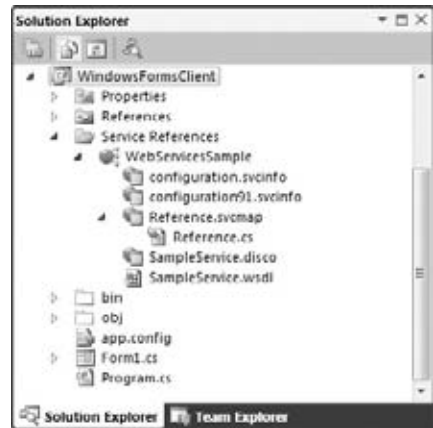 Solution Explorer
WindowsFormsClient
Properties
References
Service References
WebServicesSample
configuration.svcinfo
configuration91.svcinfo
Reference.svcmap
Reference.cs
SampleService.disco
SampleService.wsdl
bin
obj
app.config
Form1.cs
Program.cs
Solution Explorer Team Explorer